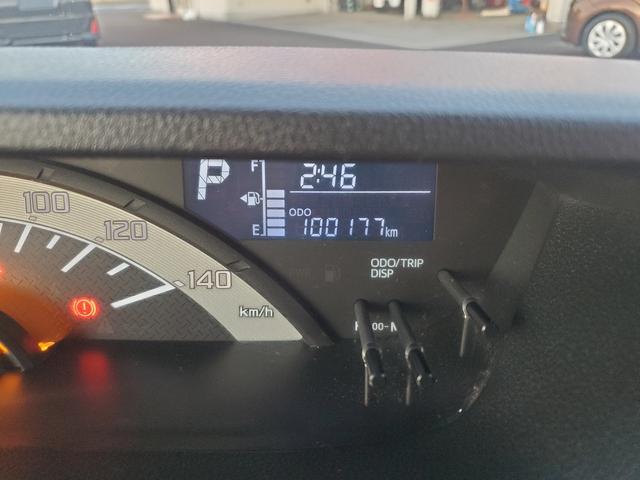 P
F
2:46
ODO
100177km
E
100
120
140
km/h
ODO/TRIP
DISP